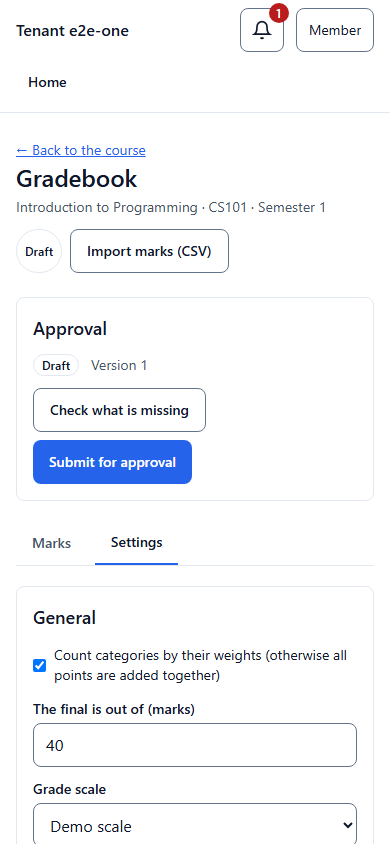 Tenant e2e-one
1
Member
Home
← Back to the course
Gradebook
Introduction to Programming · CS101 · Semester 1
Draft
Import marks (CSV)
Approval
Draft
Version 1
Check what is missing
Submit for approval
Marks
Settings
General
Count categories by their weights (otherwise all
points are added together)
The final is out of (marks)
40
Grade scale
Demo scale